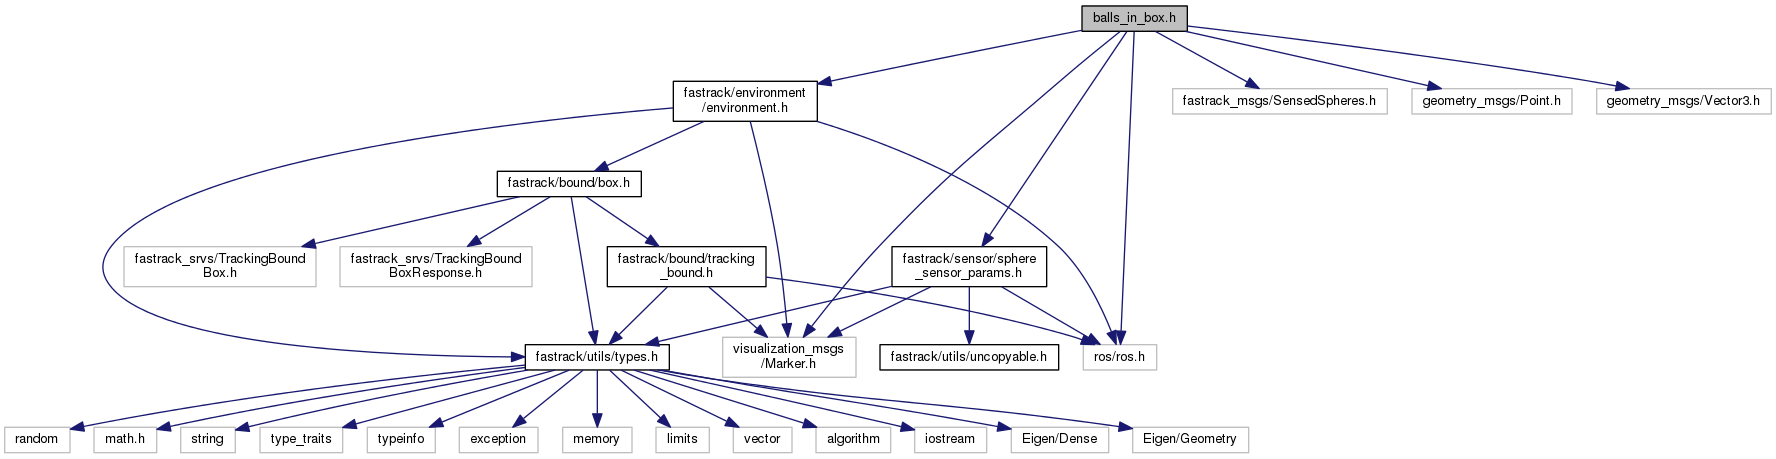 balls_in_box.h
fastrack/environment
/environment.h
fastrack_msgs/SensedSpheres.h
geometry_msgs/Point.h
geometry_msgs/Vector3.h
fastrack/bound/box.h
fastrack_srvs/TrackingBound
Box.h
fastrack_srvs/TrackingBound
BoxResponse.h
fastrack/bound/tracking
_bound.h
fastrack/sensor/sphere
_sensor_params.h
fastrack/utils/types.h
visualization_msgs
/Marker.h
fastrack/utils/uncopyable.h
ros/ros.h
random
math.h
string
type_traits
typeinfo
exception
memory
limits
vector
algorithm
iostream
Eigen/Dense
Eigen/Geometry